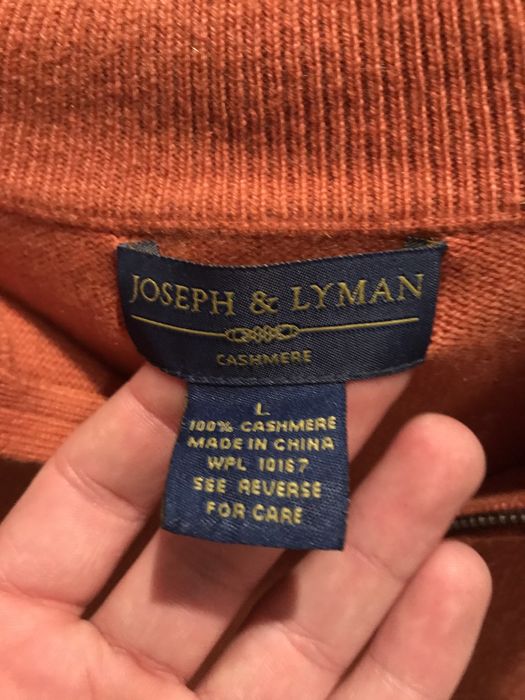 JOSEPH & LYMAN
CASHMERE
L
100% CASHMERE
MADE IN CHINA
WPL 10167
SEE REVERSE
FOR CARE